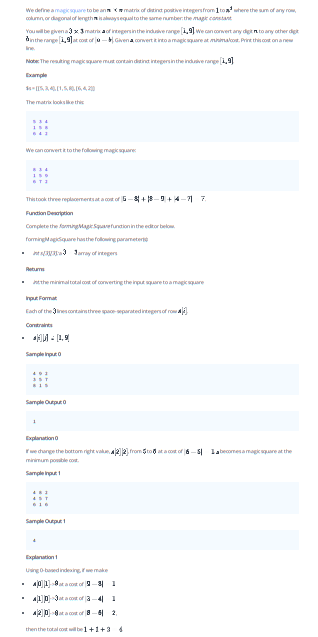 We define a magic square to be an n × n matrix of distinct positive integers from 1 to n² where the sum of any row,
column, or diagonal of length n is always equal to the same number: the magic constant.
You will be given a 3 × 3 matrix s of integers in the inclusive range [1, 9]. We can convert any digit a to any other digit
b in the range [1, 9] at cost of |a − b|. Given s, convert it into a magic square at minimal cost. Print this cost on a new
line.
Note: The resulting magic square must contain distinct integers in the inclusive range [1, 9].
Example
$s = [[5, 3, 4], [1, 5, 8], [6, 4, 2]]
The matrix looks like this:
5 3 4
1 5 8
6 4 2
We can convert it to the following magic square:
8 3 4
1 5 9
6 7 2
This took three replacements at a cost of |5 − 8| + |8 − 9| + |4 − 7| 7.
Function Description
Complete the formingMagicSquare function in the editor below.
formingMagicSquare has the following parameter(s):
int s[3][3]: a 3 3 array of integers
Returns
int: the minimal total cost of converting the input square to a magic square
Input Format
Each of the 3 lines contains three space-separated integers of row s[i].
Constraints
s[i][j] ∈ [1, 9]
Sample Input 0
4 9 2
3 5 7
8 1 5
Sample Output 0
1
Explanation 0
If we change the bottom right value, s[2][2], from 5 to 6 at a cost of |6 − 5| 1, s becomes a magic square at the
minimum possible cost.
Sample Input 1
4 8 2
4 5 7
6 1 6
Sample Output 1
4
Explanation 1
Using 0-based indexing, if we make
s[0][1]->9 at a cost of |9 − 8| 1
s[1][0]->3 at a cost of |3 − 4| 1
s[2][0]->8 at a cost of |8 − 6| 2,
then the total cost will be 1 + 1 + 2 4